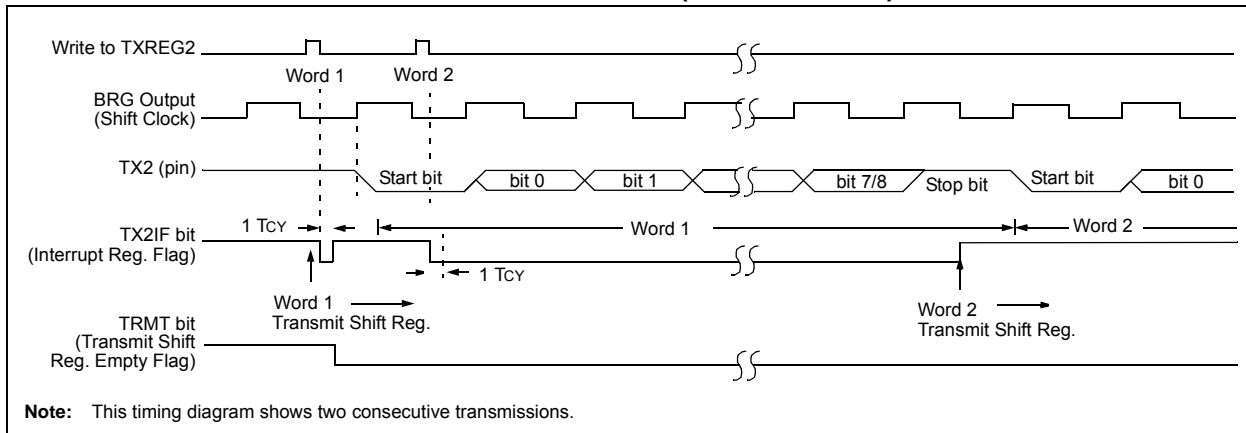 Write to TXREG2
Word 1 Word 2
BRG Output
(Shift Clock)
TX2 (pin)
Start bit bit 0 bit 1 bit 7/8 Stop bit Start bit bit 0
1 TCY
Word 1 Word 2
TX2IF bit
(Interrupt Reg. Flag)
1 TCY
Word 1
Transmit Shift Reg.
Word 2
Transmit Shift Reg.
TRMT bit
(Transmit Shift
Reg. Empty Flag)
Note: This timing diagram shows two consecutive transmissions.